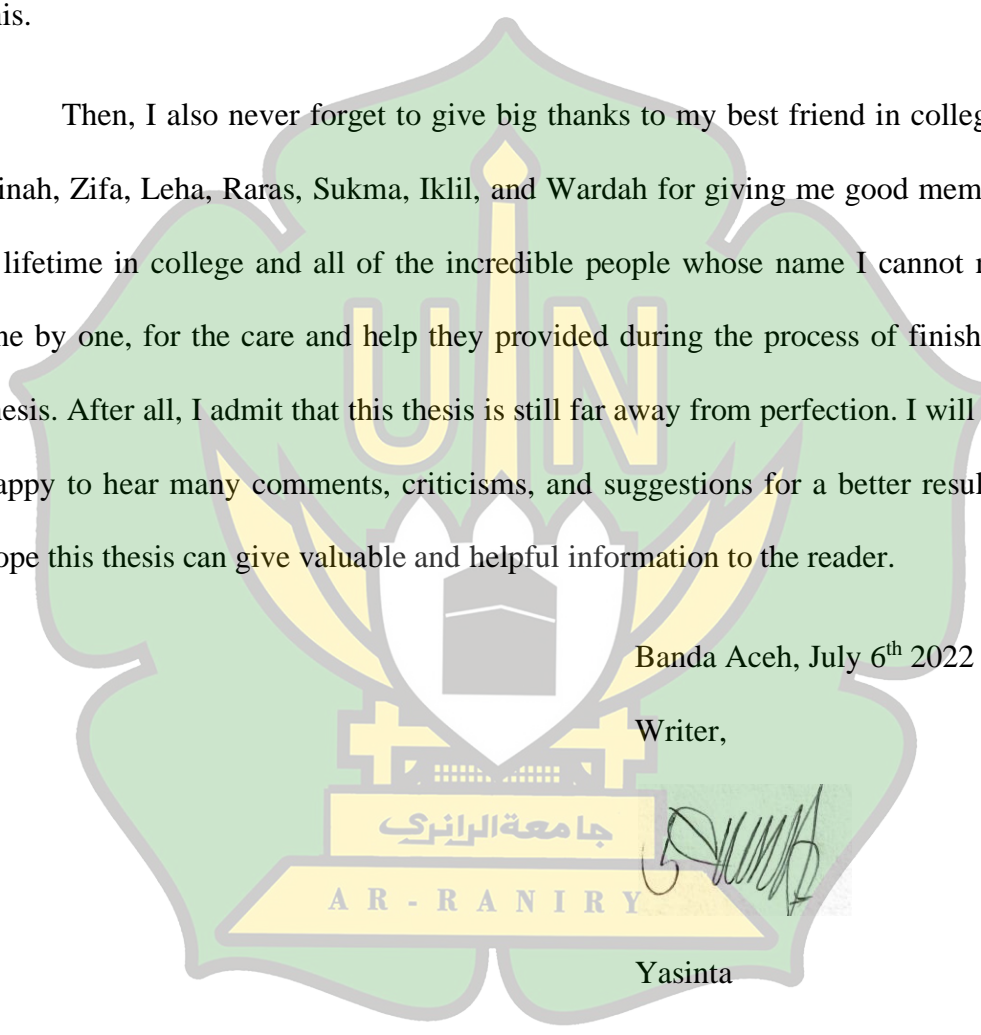 is.
Then, I also never forget to give big thanks to my best friend in colleg
inah, Zifa, Leha, Raras, Sukma, Iklil, and Wardah for giving me good mem
lifetime in college and all of the incredible people whose name I cannot
ne by one, for the care and help they provided during the process of finish
esis. After all, I admit that this thesis is still far away from perfection. I will
appy to hear many comments, criticisms, and suggestions for a better resul
ope this thesis can give valuable and helpful information to the reader.
Banda Aceh, July 6th 2022
Writer,
Yasinta
UIN
جامعة الرانري
AR-RANIRY